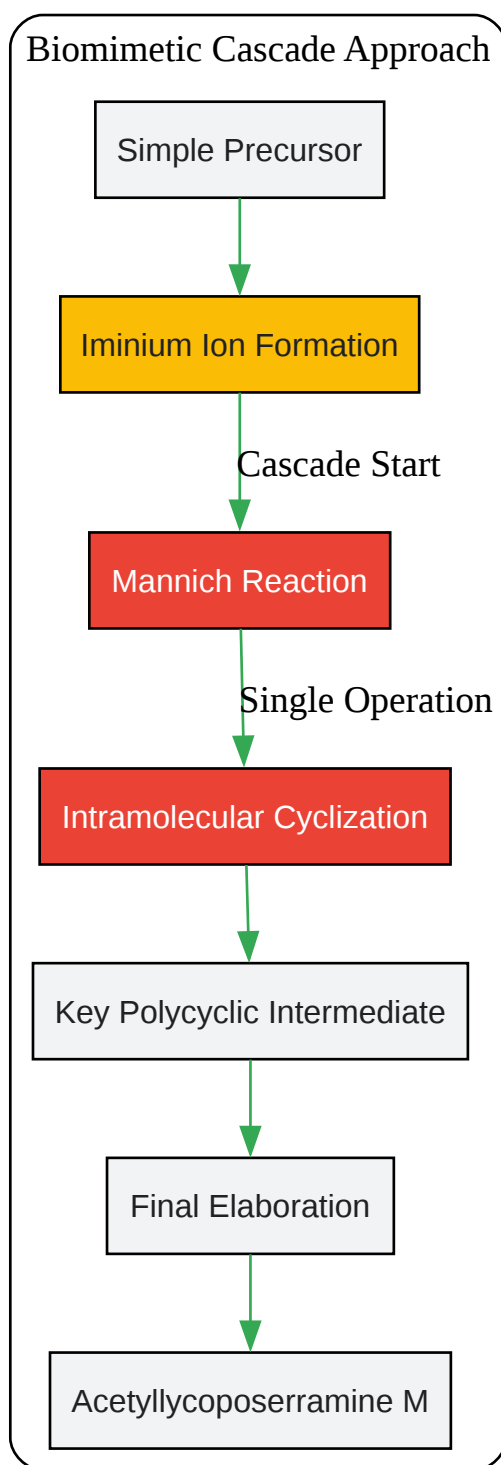 Biomimetic Cascade Approach
Simple Precursor
Iminium Ion Formation
Cascade Start
Mannich Reaction
Single Operation
Intramolecular Cyclization
Key Polycyclic Intermediate
Final Elaboration
Acetyllycoposerramine M